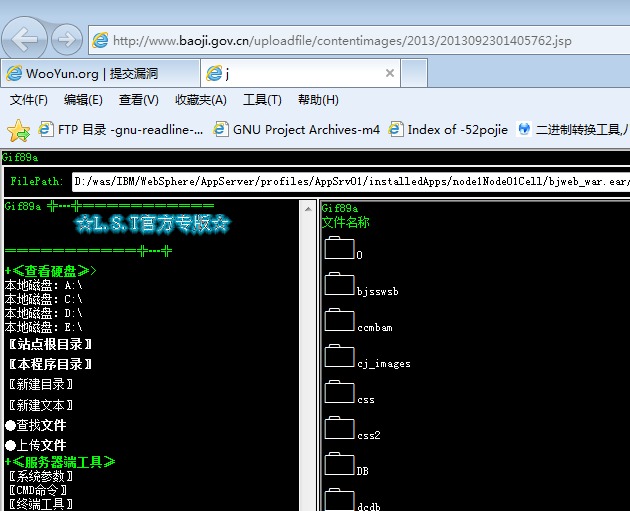 http://www.baoji.gov.cn/uploadfile/contentimages/2013/2013092301405762.jsp
WooYun.org | 提交漏洞
j
文件(F) 编辑(E) 查看(V) 收藏夹(A) 工具(T) 帮助(H)
FTP 目录 -gnu-readline-... GNU Project Archives-m4 Index of -52pojie 二进制转换工具,
Gif89a
FilePath: D:/was/IBM/WebSphere/AppServer/profiles/AppSrv01/installedApps/node1Node01Cell/bjweb_war.ear/
Gif89a ╬═══╬════════════
☆L.S.T官方专版☆
════════════╬═══╬
+≪查看硬盘≫>
本地磁盘: A:\
本地磁盘: C:\
本地磁盘: D:\
本地磁盘: E:\
〖站点根目录〗
〖本程序目录〗
〖新建目录〗
〖新建文本〗
●查找文件
●上传文件
+≪服务器端工具≫
〖系统参数〗
〖CMD命令〗
〖终端工具〗
Gif89a
文件名称
0
bjsswsb
ccmbam
cj_images
css
css2
DB
dcdb